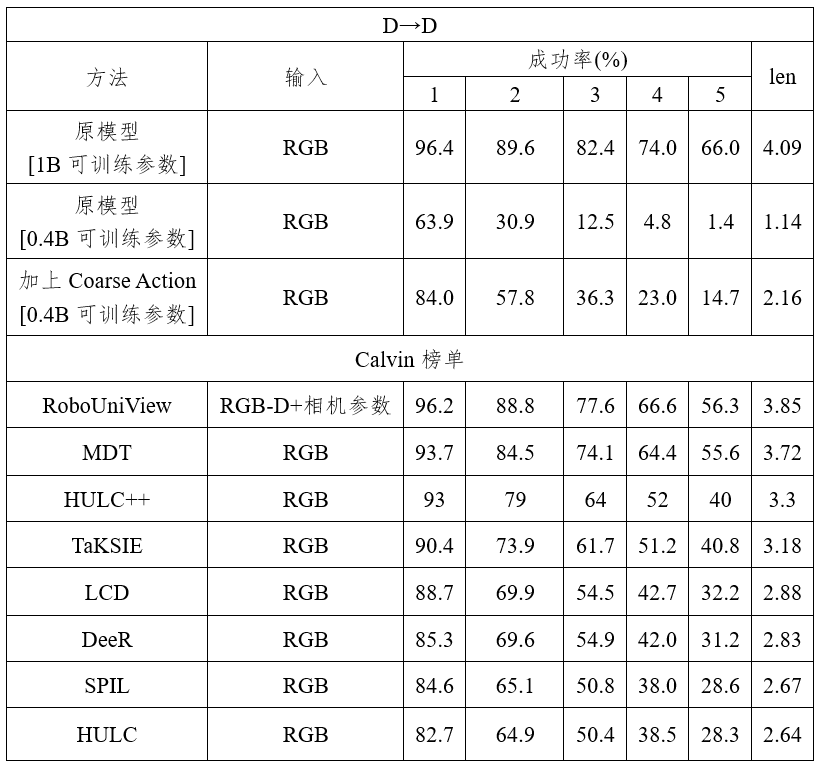 D→D
方法 输入 成功率(%) len
1 2 3 4 5
原模型
[1B 可训练参数] RGB 96.4 89.6 82.4 74.0 66.0 4.09
原模型
[0.4B 可训练参数] RGB 63.9 30.9 12.5 4.8 1.4 1.14
加上 Coarse Action
[0.4B 可训练参数] RGB 84.0 57.8 36.3 23.0 14.7 2.16
Calvin 榜单
RoboUniView RGB-D+相机参数 96.2 88.8 77.6 66.6 56.3 3.85
MDT RGB 93.7 84.5 74.1 64.4 55.6 3.72
HULC++ RGB 93 79 64 52 40 3.3
TaKSIE RGB 90.4 73.9 61.7 51.2 40.8 3.18
LCD RGB 88.7 69.9 54.5 42.7 32.2 2.88
DeeR RGB 85.3 69.6 54.9 42.0 31.2 2.83
SPIL RGB 84.6 65.1 50.8 38.0 28.6 2.67
HULC RGB 82.7 64.9 50.4 38.5 28.3 2.64